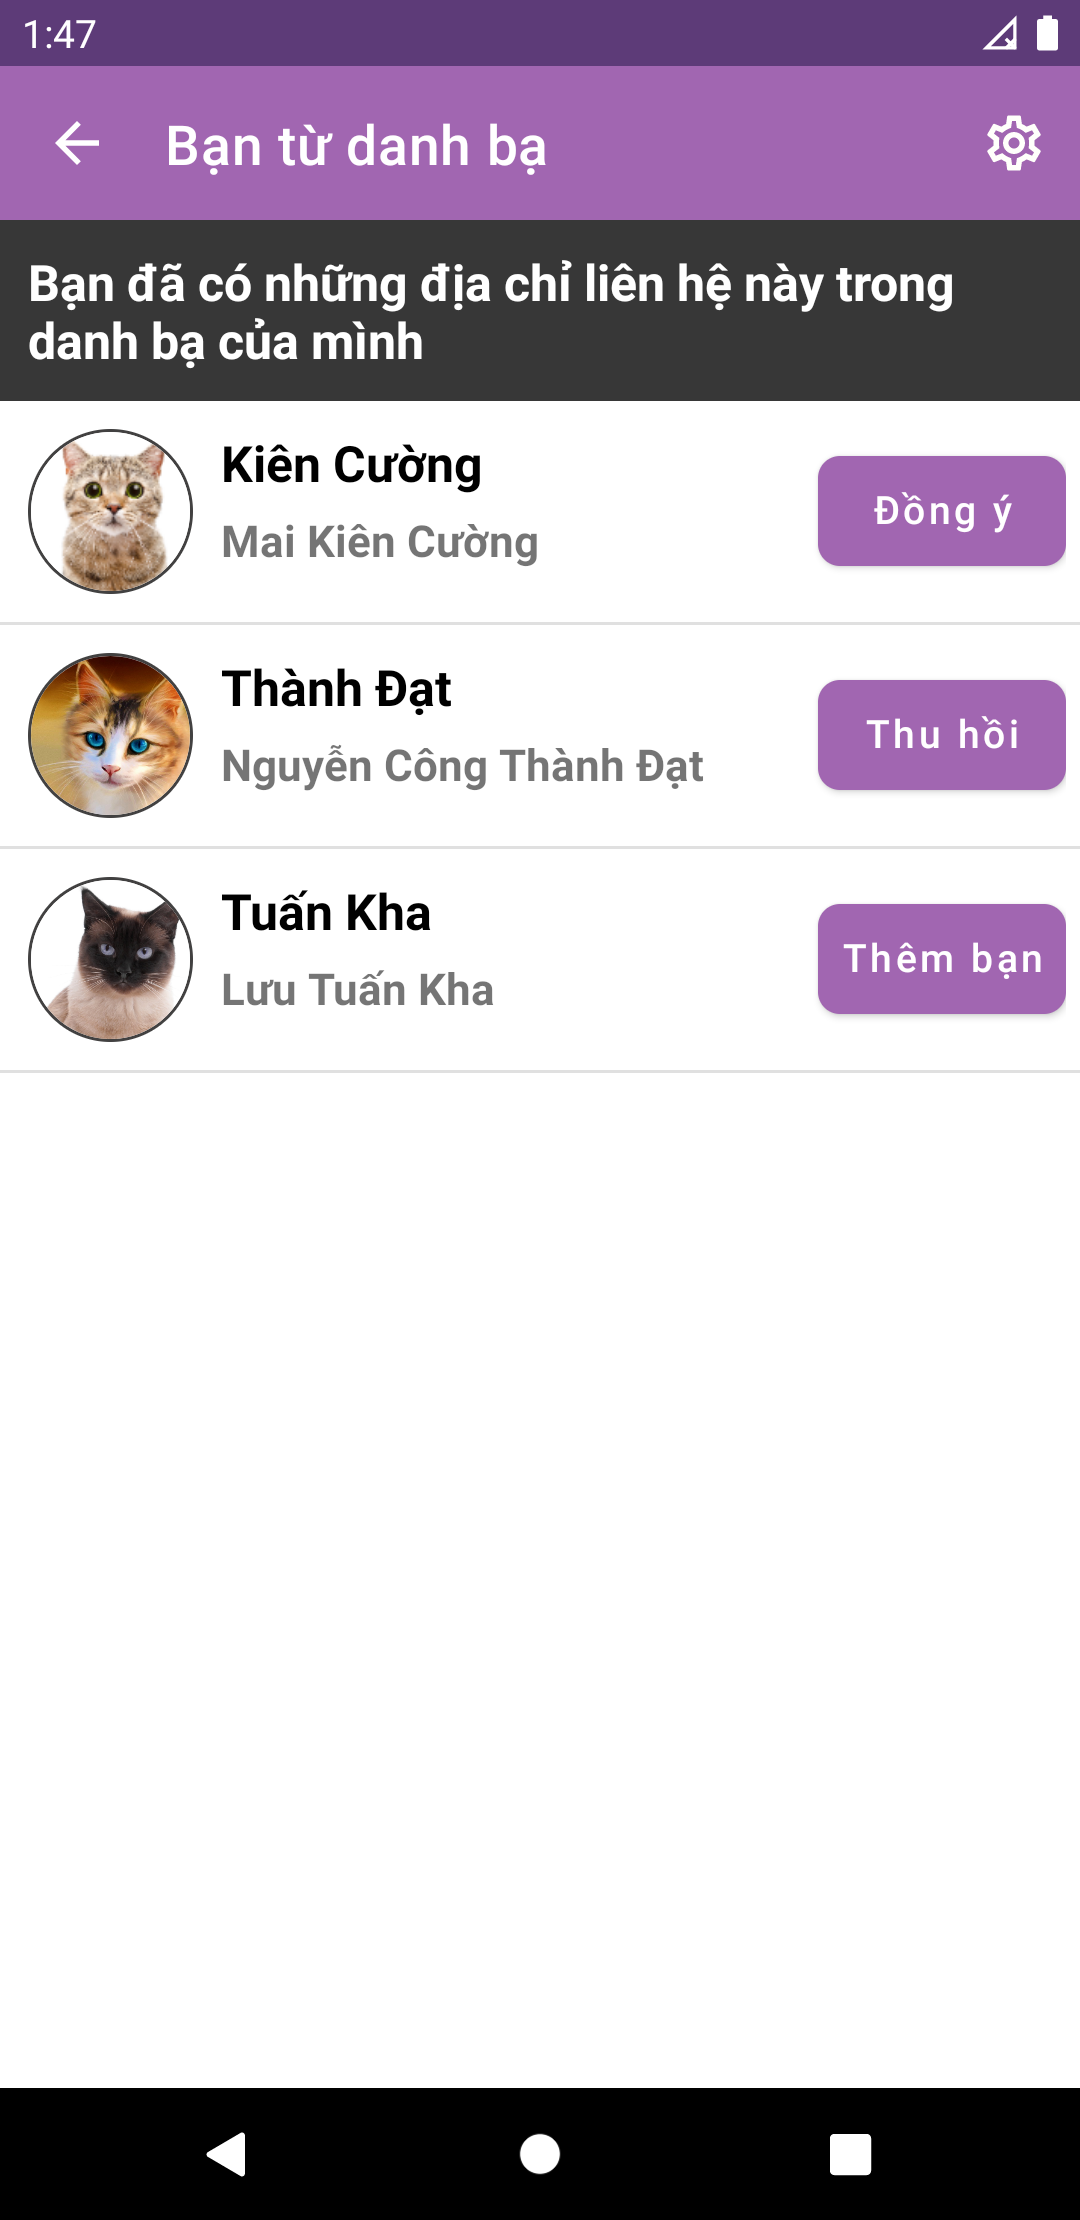 1:47
Bạn từ danh bạ
Bạn đã có những địa chỉ liên hệ này trong
danh bạ của mình
Kiên Cường
Mai Kiên Cường
Đồng ý
Thành Đạt
Nguyễn Công Thành Đạt
Thu hồi
Tuấn Kha
Lưu Tuấn Kha
Thêm bạn